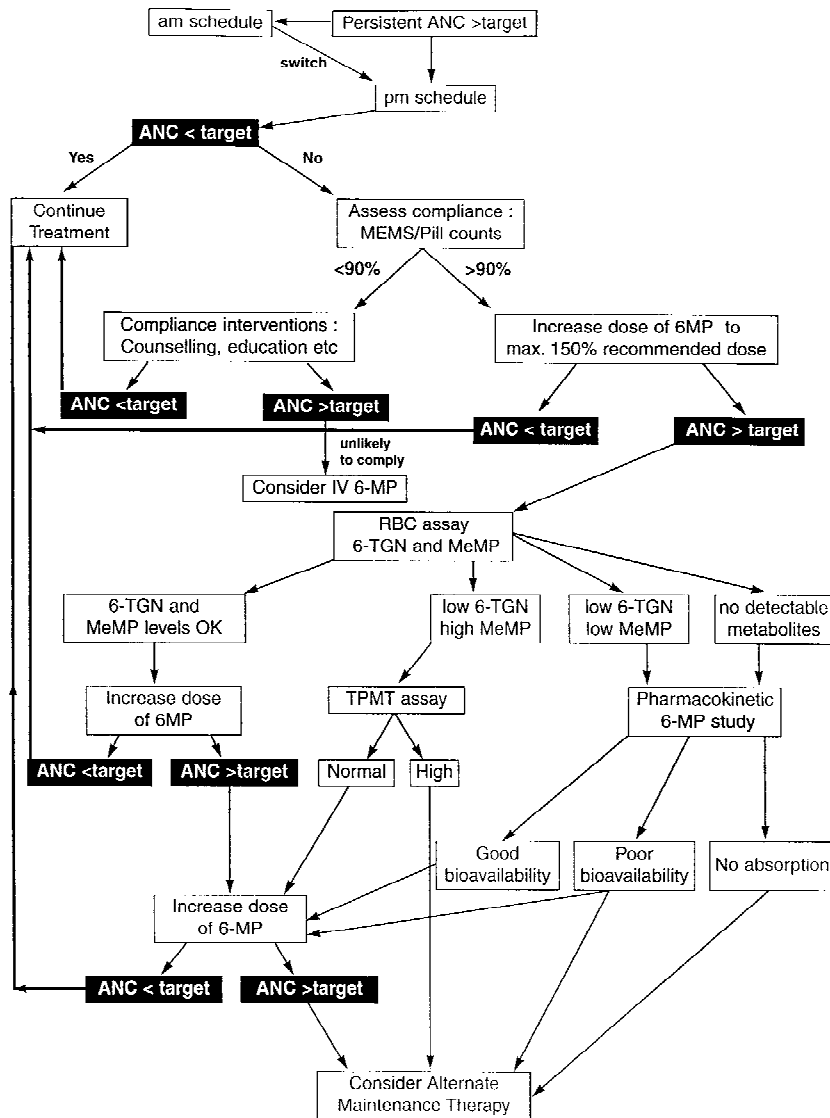 am schedule
Persistent ANC >target
switch
pm schedule
ANC < target
Yes
No
Continue
Treatment
Assess compliance :
MEMS/Pill counts
<90%
>90%
Compliance interventions :
Counselling, education etc
Increase dose of 6MP to
max. 150% recommended dose
ANC <target
ANC >target
ANC < target
ANC > target
unlikely
to comply
Consider IV 6-MP
RBC assay
6-TGN and MeMP
6-TGN and
MeMP levels OK
low 6-TGN
high MeMP
low 6-TGN
low MeMP
no detectable
metabolites
Increase dose
of 6MP
TPMT assay
Pharmacokinetic
6-MP study
ANC <target
ANC >target
Normal
High
Good
bioavailability
Poor
bioavailability
No absorption
Increase dose
of 6-MP
ANC < target
ANC >target
Consider Alternate
Maintenance Therapy